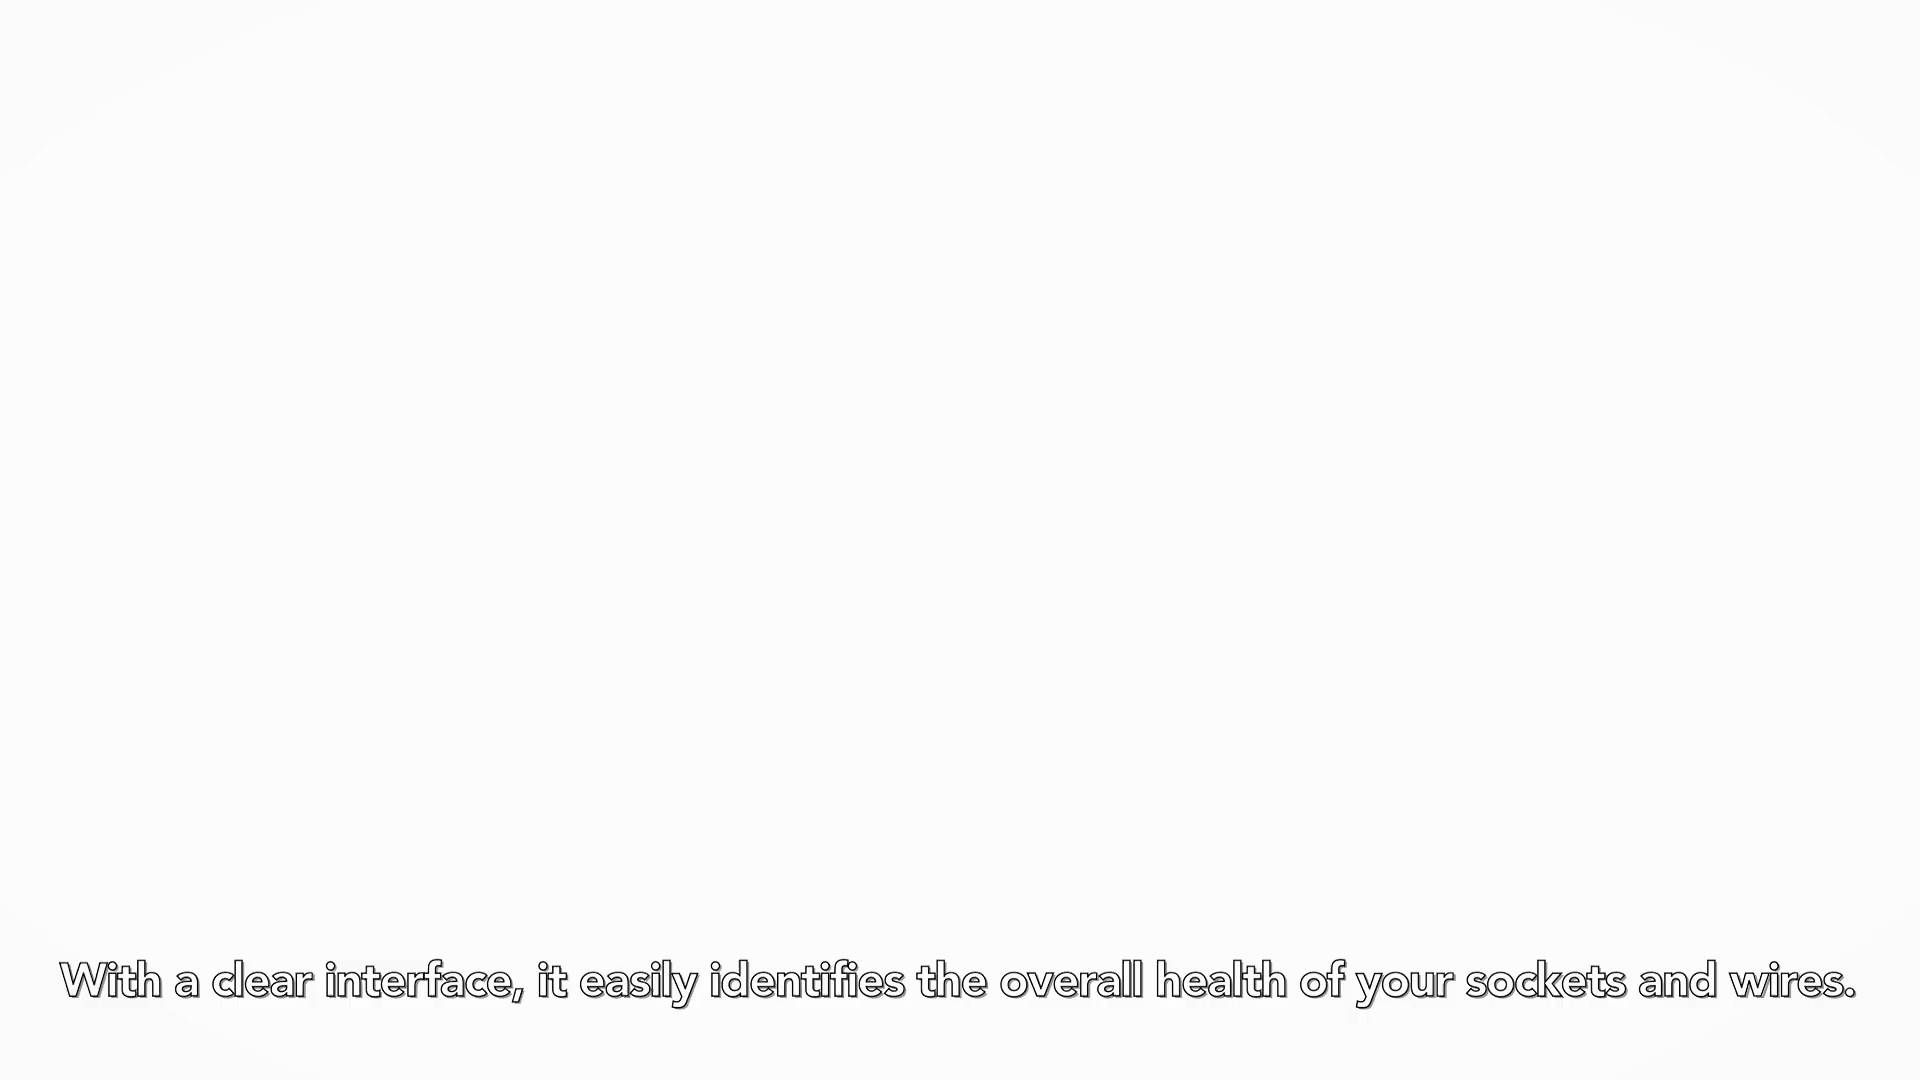 With a clear interface, it easily identifies the overall health of your sockets and wires.